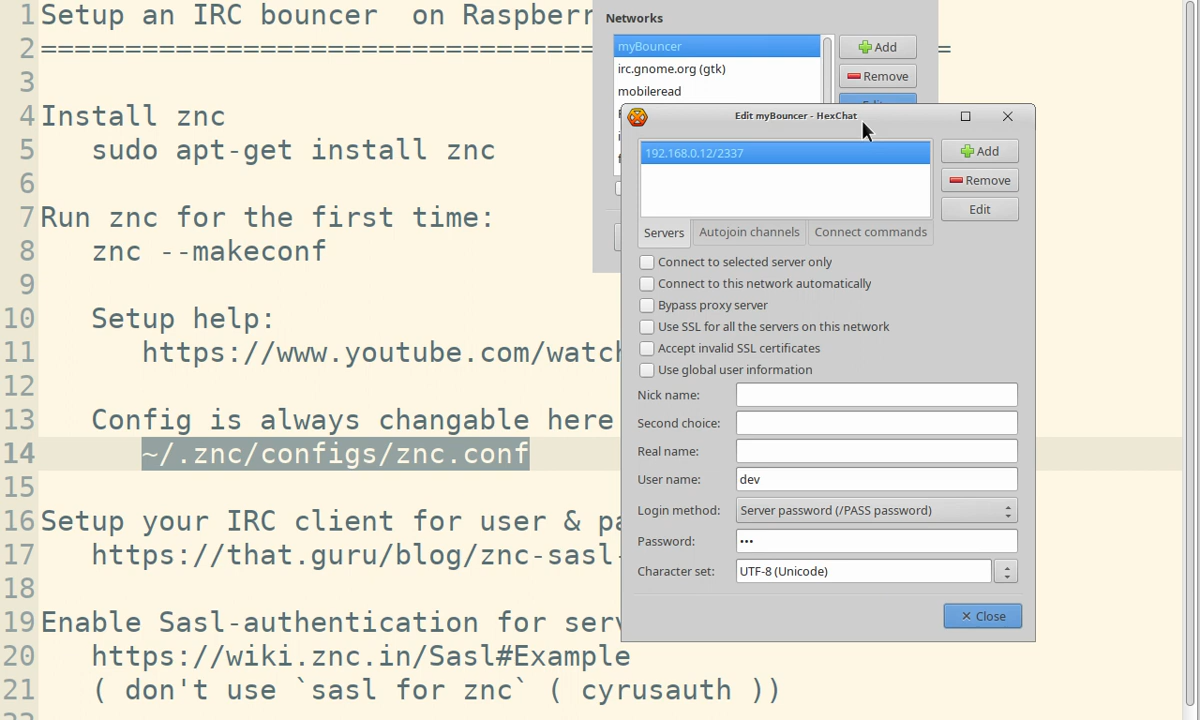 1 Setup an IRC bouncer  on Raspberr
2 ====================================================
3
4 Install znc
5    sudo apt-get install znc
6
7 Run znc for the first time:
8    znc --makeconf
9
10    Setup help:
11       https://www.youtube.com/watch
12
13    Config is always changable here
14       ~/.znc/configs/znc.conf
15
16 Setup your IRC client for user & pa
17    https://that.guru/blog/znc-sasl-
18
19 Enable Sasl-authentication for serv
20    https://wiki.znc.in/Sasl#Example
21    ( don't use `sasl for znc` ( cyrusauth ))
Networks
myBouncer
irc.gnome.org (gtk)
mobileread
Add
Remove
Edit myBouncer - HexChat
192.168.0.12/2337
Add
Remove
Edit
Servers
Autojoin channels
Connect commands
Connect to selected server only
Connect to this network automatically
Bypass proxy server
Use SSL for all the servers on this network
Accept invalid SSL certificates
Use global user information
Nick name:
Second choice:
Real name:
User name: dev
Login method: Server password (/PASS password)
Password: •••
Character set: UTF-8 (Unicode)
Close